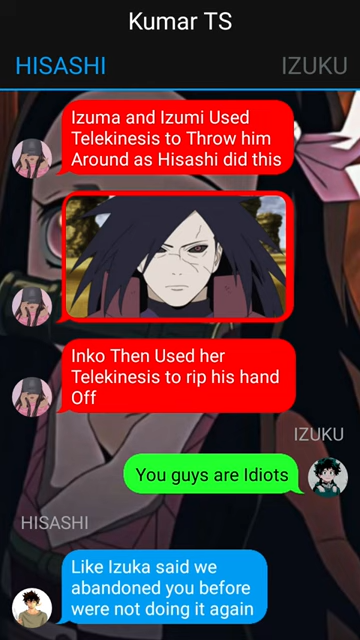 Kumar TS
HISASHI
IZUKU
Izuma and Izumi Used
Telekinesis to Throw him
Around as Hisashi did this
Inko Then Used her
Telekinesis to rip his hand
Off
IZUKU
You guys are Idiots
HISASHI
Like Izuka said we
abandoned you before
were not doing it again